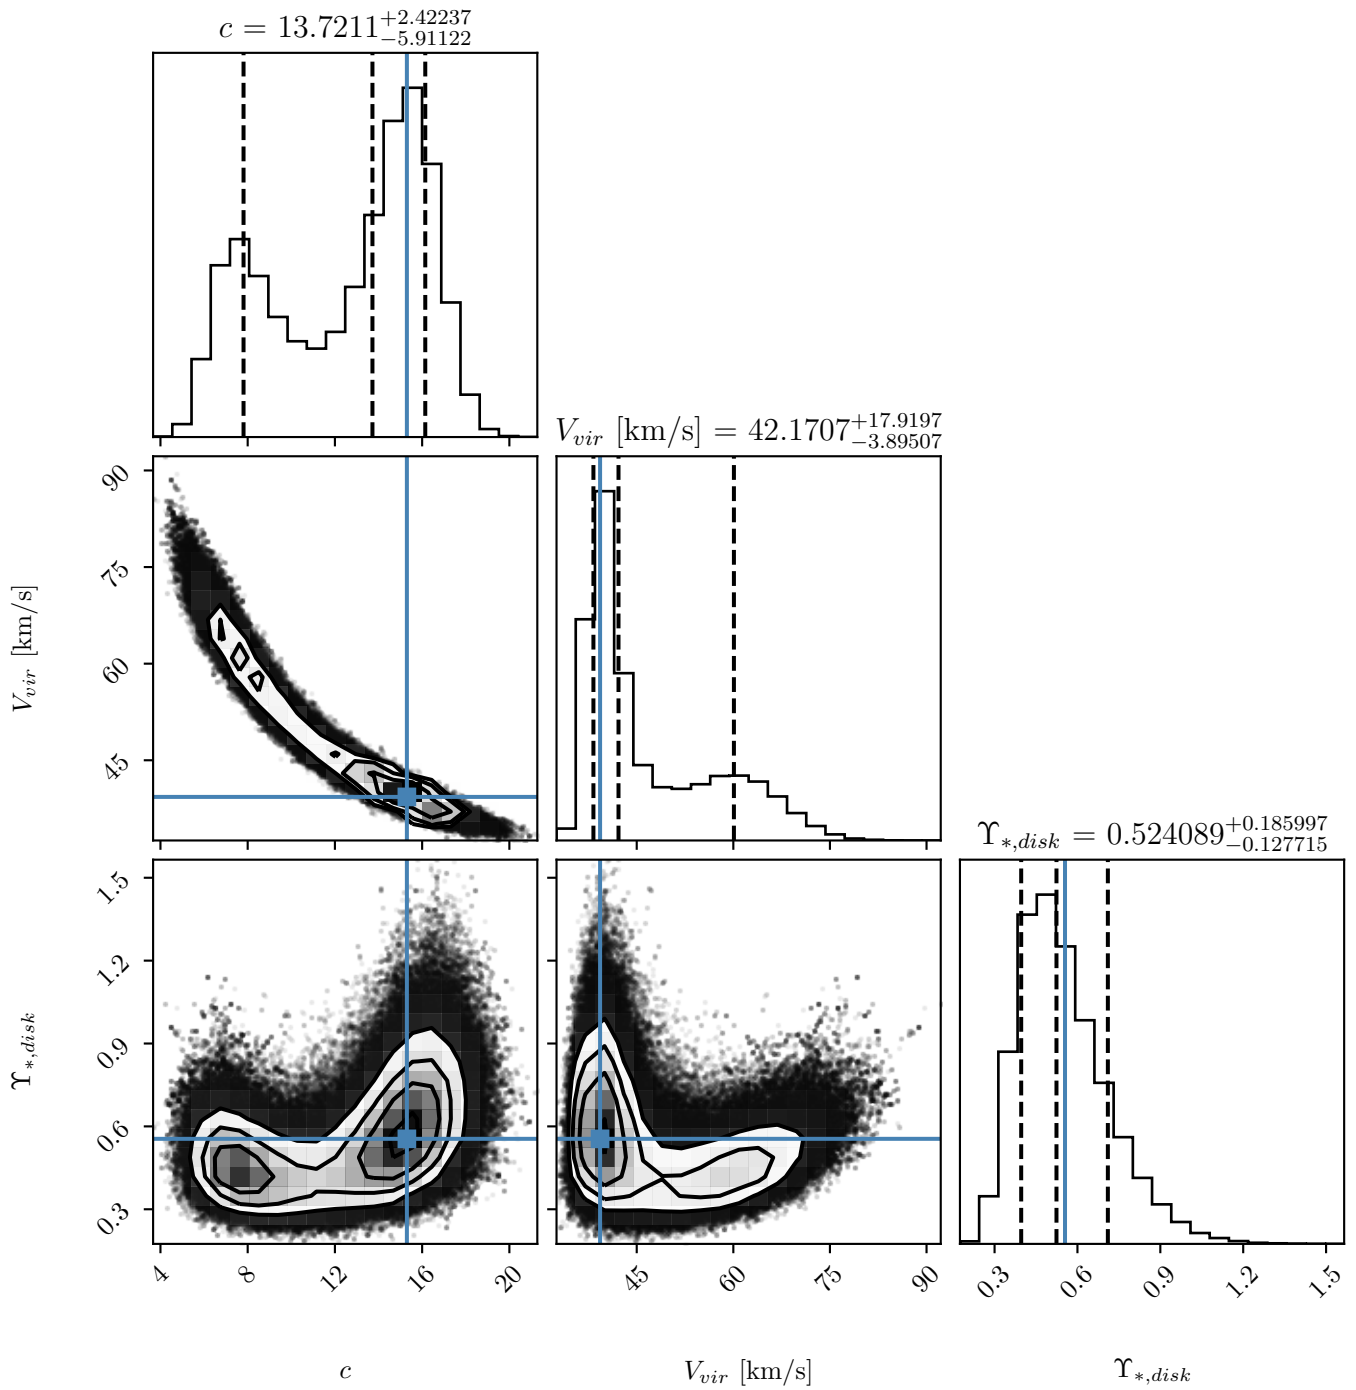 c = 13.7211^{+2.42237}_{-5.91122}
V_{vir} [km/s] = 42.1707^{+17.9197}_{-3.89507}
90
75
60
45
V_{vir} [km/s]
Υ_{*,disk} = 0.524089^{+0.185997}_{-0.127715}
1.5
1.2
0.9
0.6
0.3
Υ_{*,disk}
4 8 12 16 20
45 60 75 90
0.3 0.6 0.9 1.2 1.5
c
V_{vir} [km/s]
Υ_{*,disk}